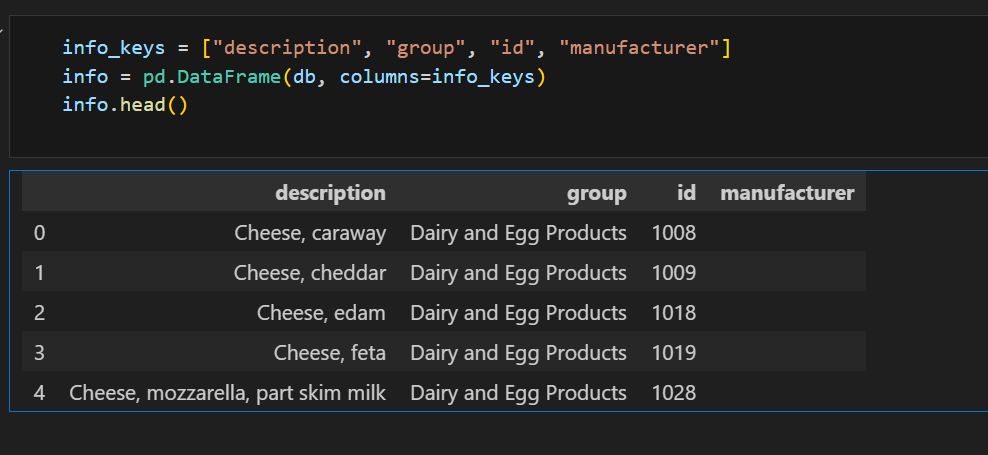 info_keys = ["description", "group", "id", "manufacturer"]
info = pd.DataFrame(db, columns=info_keys)
info.head()
description group id manufacturer
0 Cheese, caraway Dairy and Egg Products 1008
1 Cheese, cheddar Dairy and Egg Products 1009
2 Cheese, edam Dairy and Egg Products 1018
3 Cheese, feta Dairy and Egg Products 1019
4 Cheese, mozzarella, part skim milk Dairy and Egg Products 1028